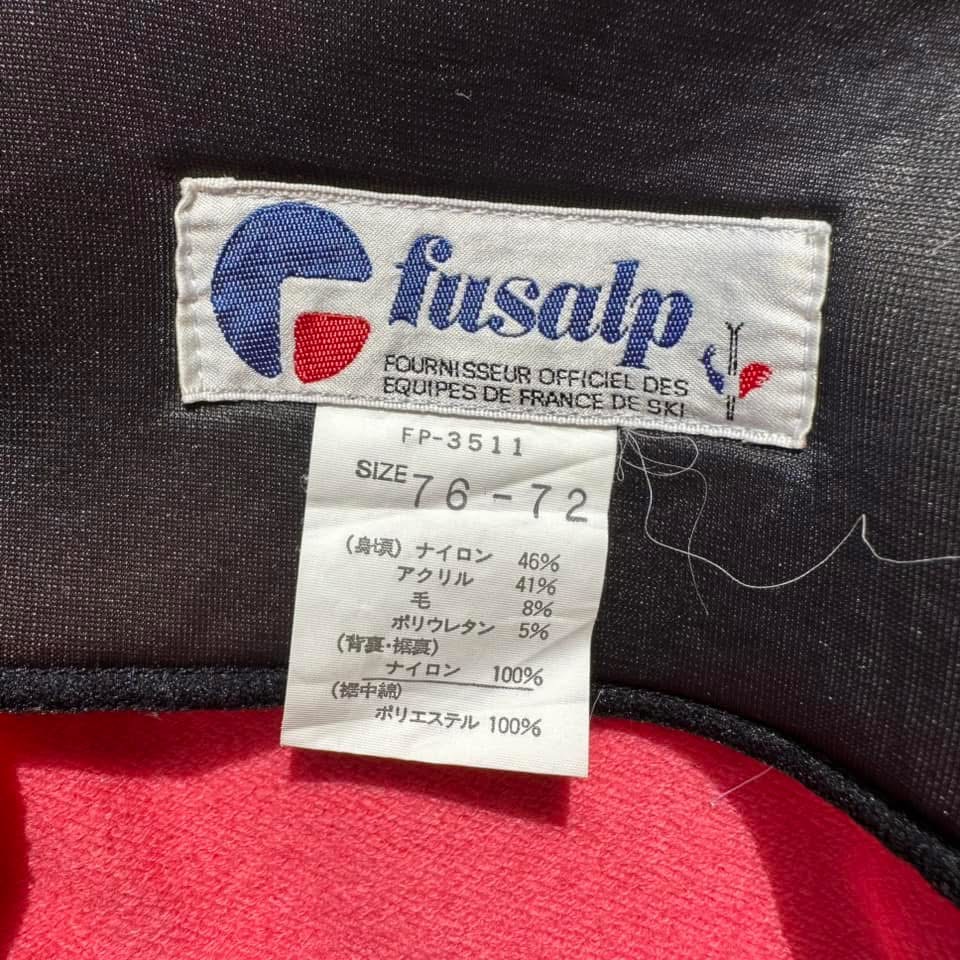 fusalp
FOURNISSEUR OFFICIEL DES
EQUIPES DE FRANCE DE SKI
FP-3511
SIZE 76-72
(身頃) ナイロン 46%
アクリル 41%
毛 8%
ポリウレタン 5%
(背裏・裾裏)
ナイロン 100%
(裾中綿)
ポリエステル 100%